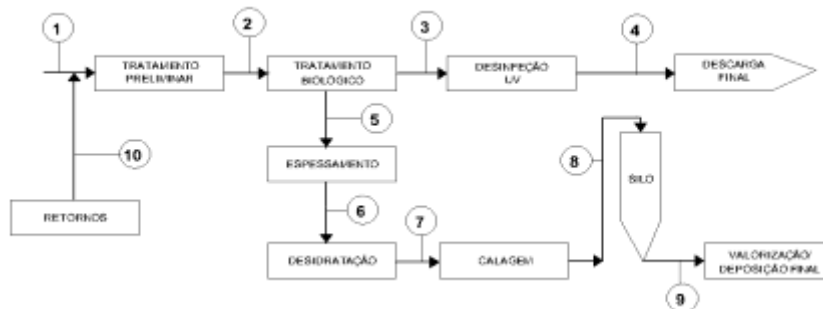 1
2
3
4
TRATAMENTO
PRELIMINAR
TRATAMENTO
BIOLÓGICO
DESINFEÇÃO
UV
DESCARGA
FINAL
5
10
ESPESSAMENTO
8
SILO
6
RETORNOS
7
DESIDRATAÇÃO
CALAGEM
VALORIZAÇÃO/
DEPOSIÇÃO FINAL
9